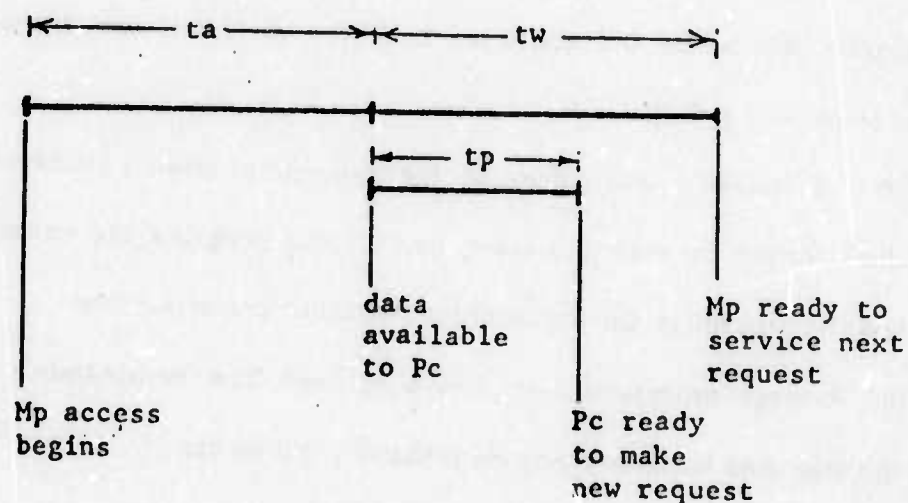 ta
tw
tp
data
available
to Pc
Mp ready to
service next
request
Mp access
begins
Pc ready
to make
new request